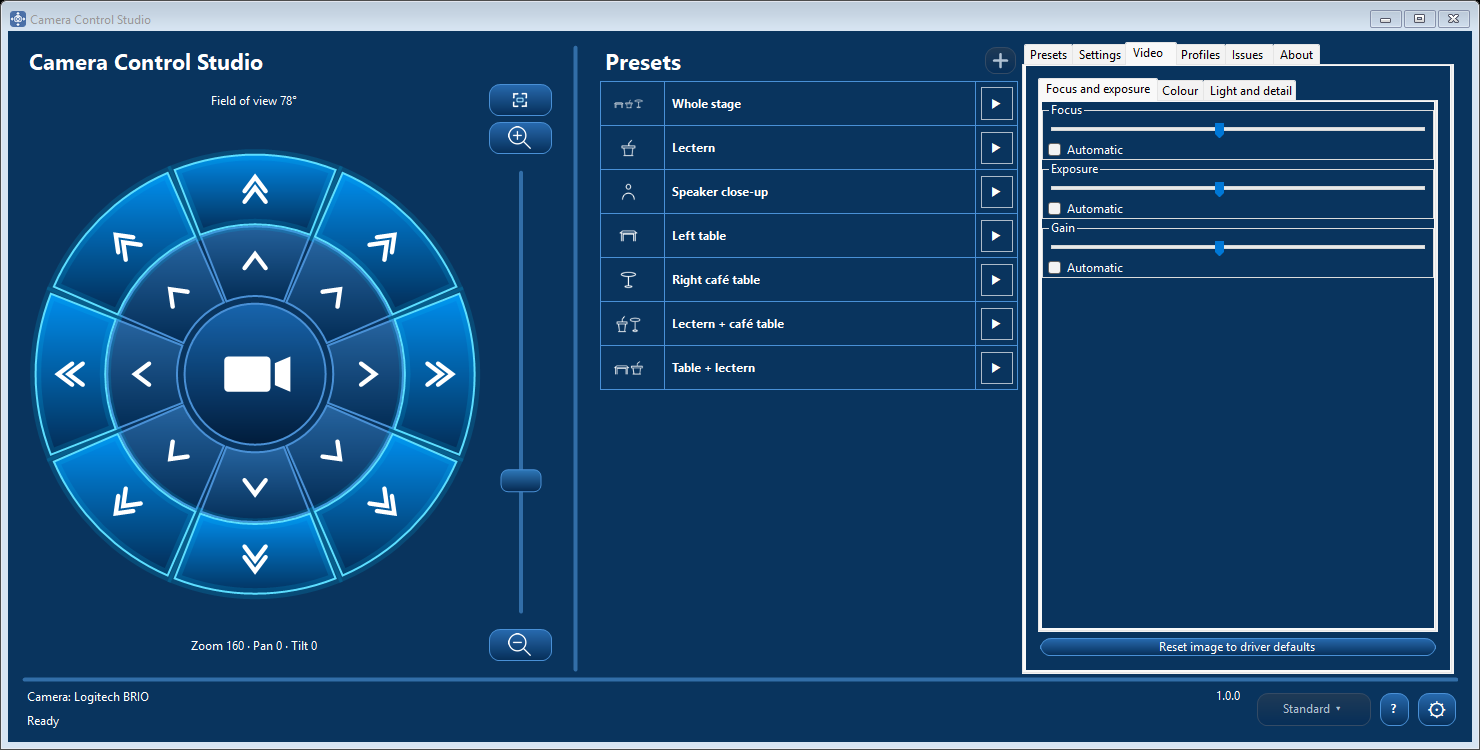 Camera Control Studio
Camera Control Studio
Field of view 78°
Zoom 160 · Pan 0 · Tilt 0
Presets
Whole stage
Lectern
Speaker close-up
Left table
Right café table
Lectern + café table
Table + lectern
Presets Settings Video Profiles Issues About
Focus and exposure Colour Light and detail
Focus
Automatic
Exposure
Automatic
Gain
Automatic
Reset image to driver defaults
Camera: Logitech BRIO
Ready
1.0.0
Standard
?